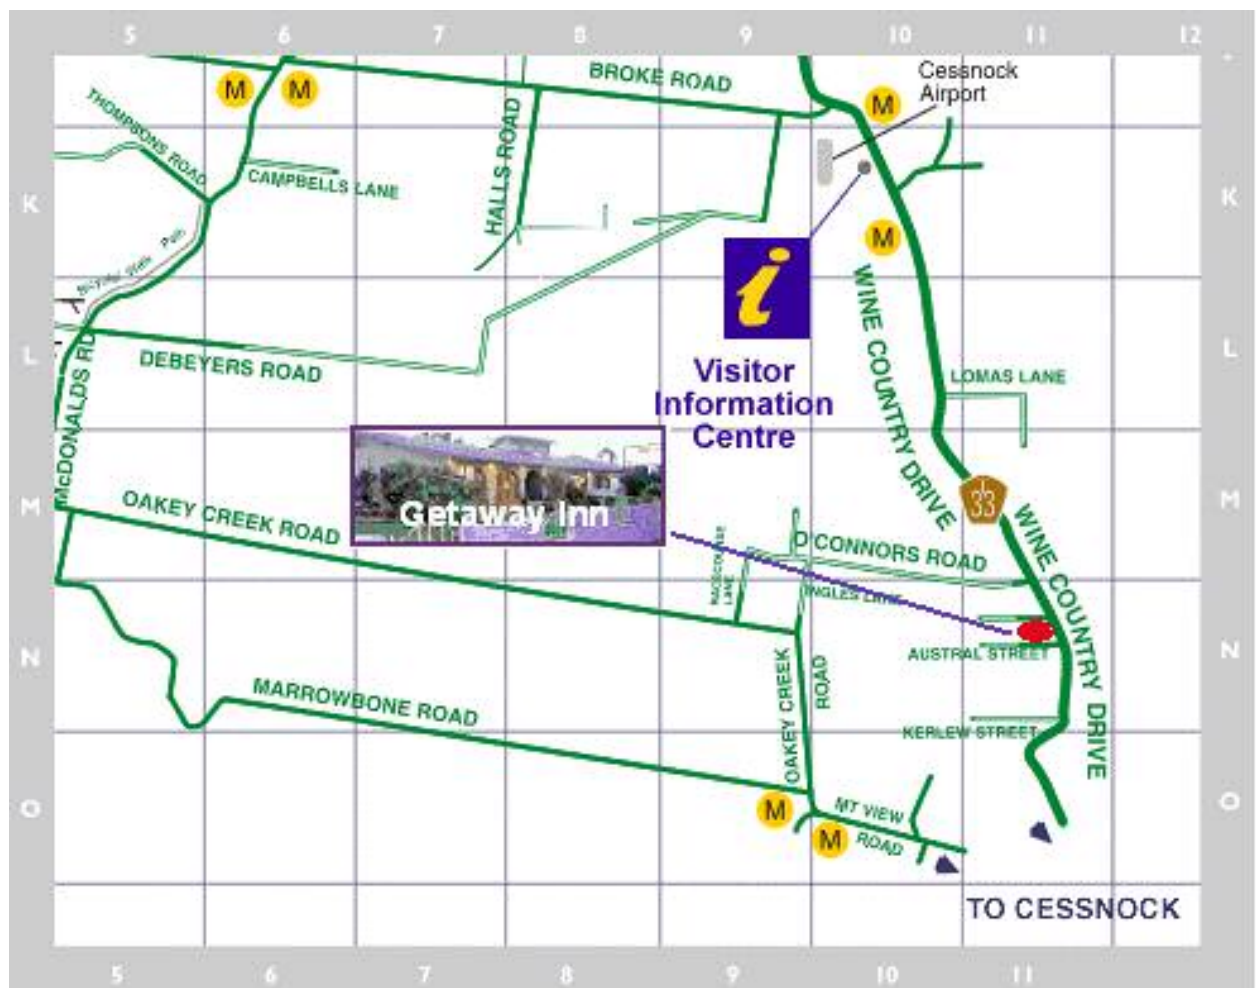 5 6 7 8 9 10 11 12
BROKE ROAD
Cessnock
Airport
M M M
THOMPSONS ROAD
HALLS ROAD
CAMPBELLS LANE
K K
M
i
WINE COUNTRY DRIVE
L L
DEBEYERS ROAD
McDONALDS RD
Visitor
Information
Centre
LOMAS LANE
M M
OAKEY CREEK ROAD
Getaway Inn
33
WINE COUNTRY DRIVE
D'CONNORS ROAD
RACECOURSE
LANE
INGLES LANE
N N
AUSTRAL STREET
MARROWBONE ROAD
OAKEY CREEK
ROAD
KERLEW STREET
O O
M M
MT VIEW
ROAD
TO CESSNOCK
5 6 7 8 9 10 11